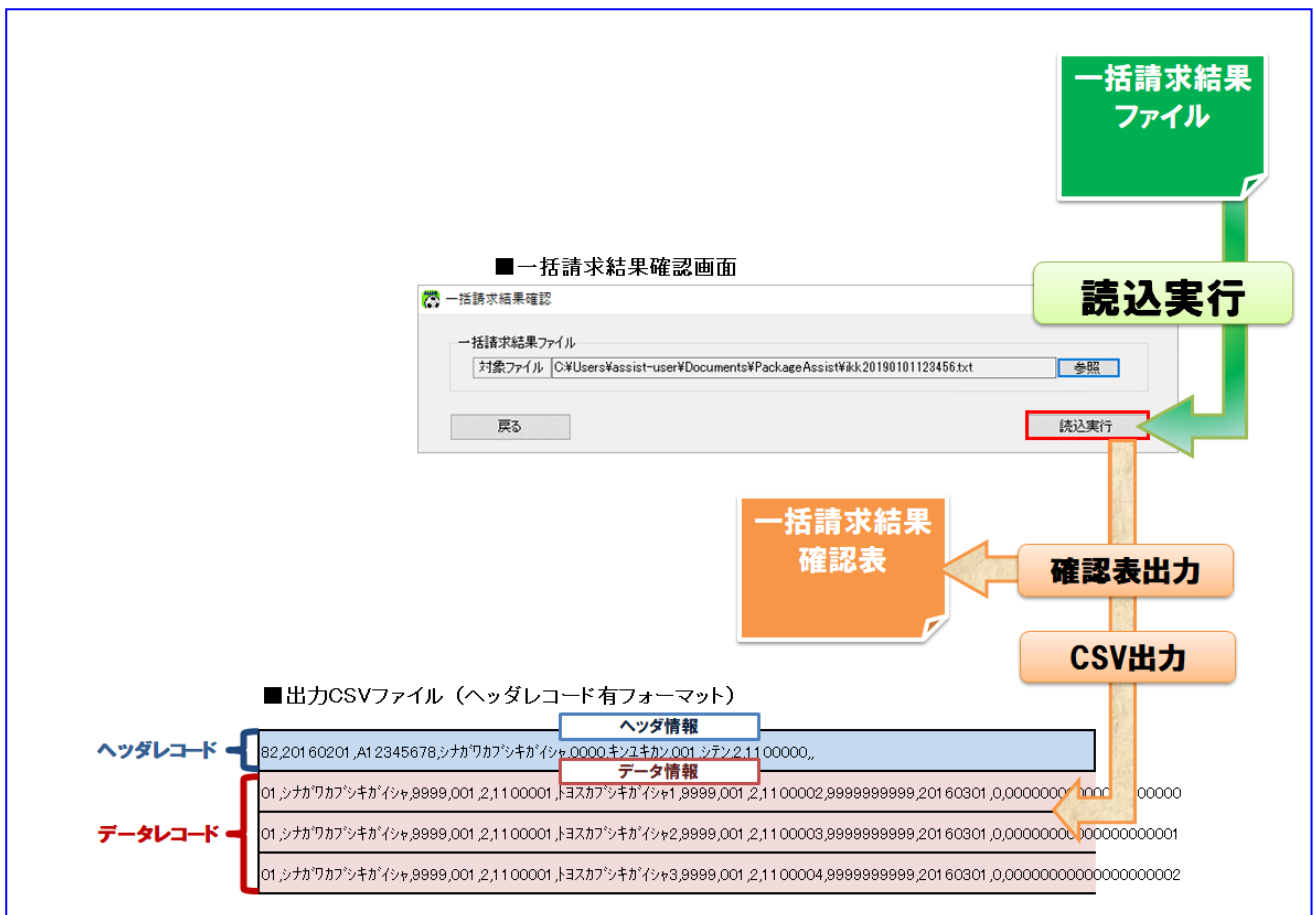 一括請求結果
ファイル
■一括請求結果確認画面
読込実行
一括請求結果確認
一括請求結果ファイル
対象ファイル C:¥Users¥assist-user¥Documents¥PackageAssist¥ikk20190101123456.txt 参照
戻る 読込実行
一括請求結果
確認表
確認表出力
CSV出力
■出力CSVファイル（ヘッダレコード有フォーマット）
ヘッダ情報
ヘッダレコード
82,20160201,A12345678,シナガワカブシキガイシャ,0000,キンユキカン,001,シテン,2,1100000,,
データ情報
01,シナガワカブシキガイシャ,9999,001,2,1100001,トヨスカブシキガイシャ1,9999,001,2,1100002,9999999999,20160301,0,
データレコード
01,シナガワカブシキガイシャ,9999,001,2,1100001,トヨスカブシキガイシャ2,9999,001,2,1100003,9999999999,20160301,0,00000000000000000001
01,シナガワカブシキガイシャ,9999,001,2,1100001,トヨスカブシキガイシャ3,9999,001,2,1100004,9999999999,20160301,0,00000000000000000002